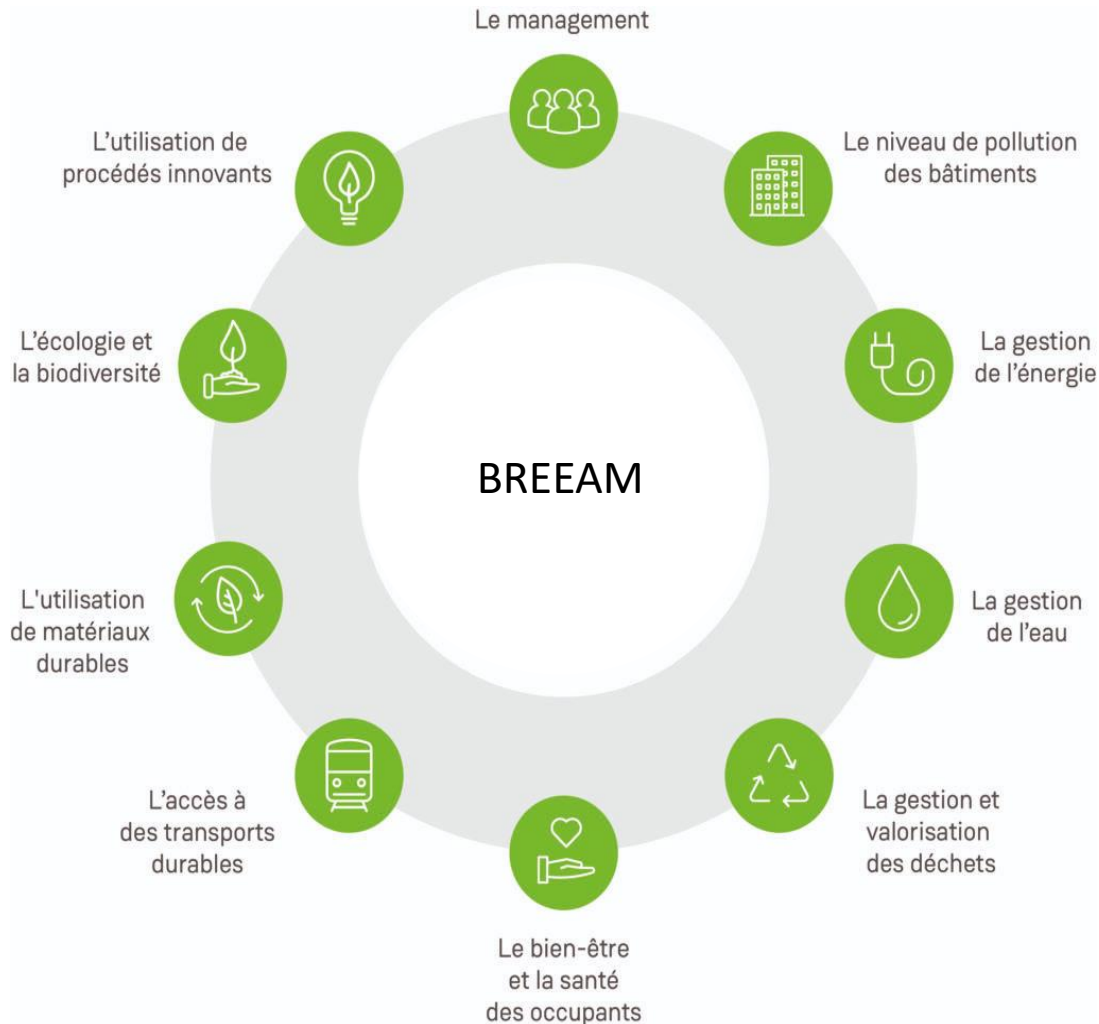 Le management
Le niveau de pollution
des bâtiments
La gestion
de l’énergie
La gestion
de l’eau
La gestion et
valorisation
des déchets
Le bien-être
et la santé
des occupants
L’accès à
des transports
durables
L'utilisation
de matériaux
durables
L’écologie et
la biodiversité
L’utilisation de
procédés innovants
BREEAM